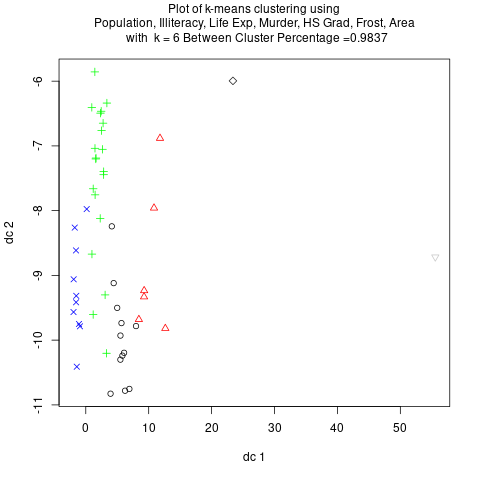 Plot of k-means clustering using
Population, Illiteracy, Life Exp, Murder, HS Grad, Frost, Area
with k = 6 Between Cluster Percentage =0.9837
-6
-7
-8
-9
-10
-11
dc 2
0
10
20
30
40
50
dc 1